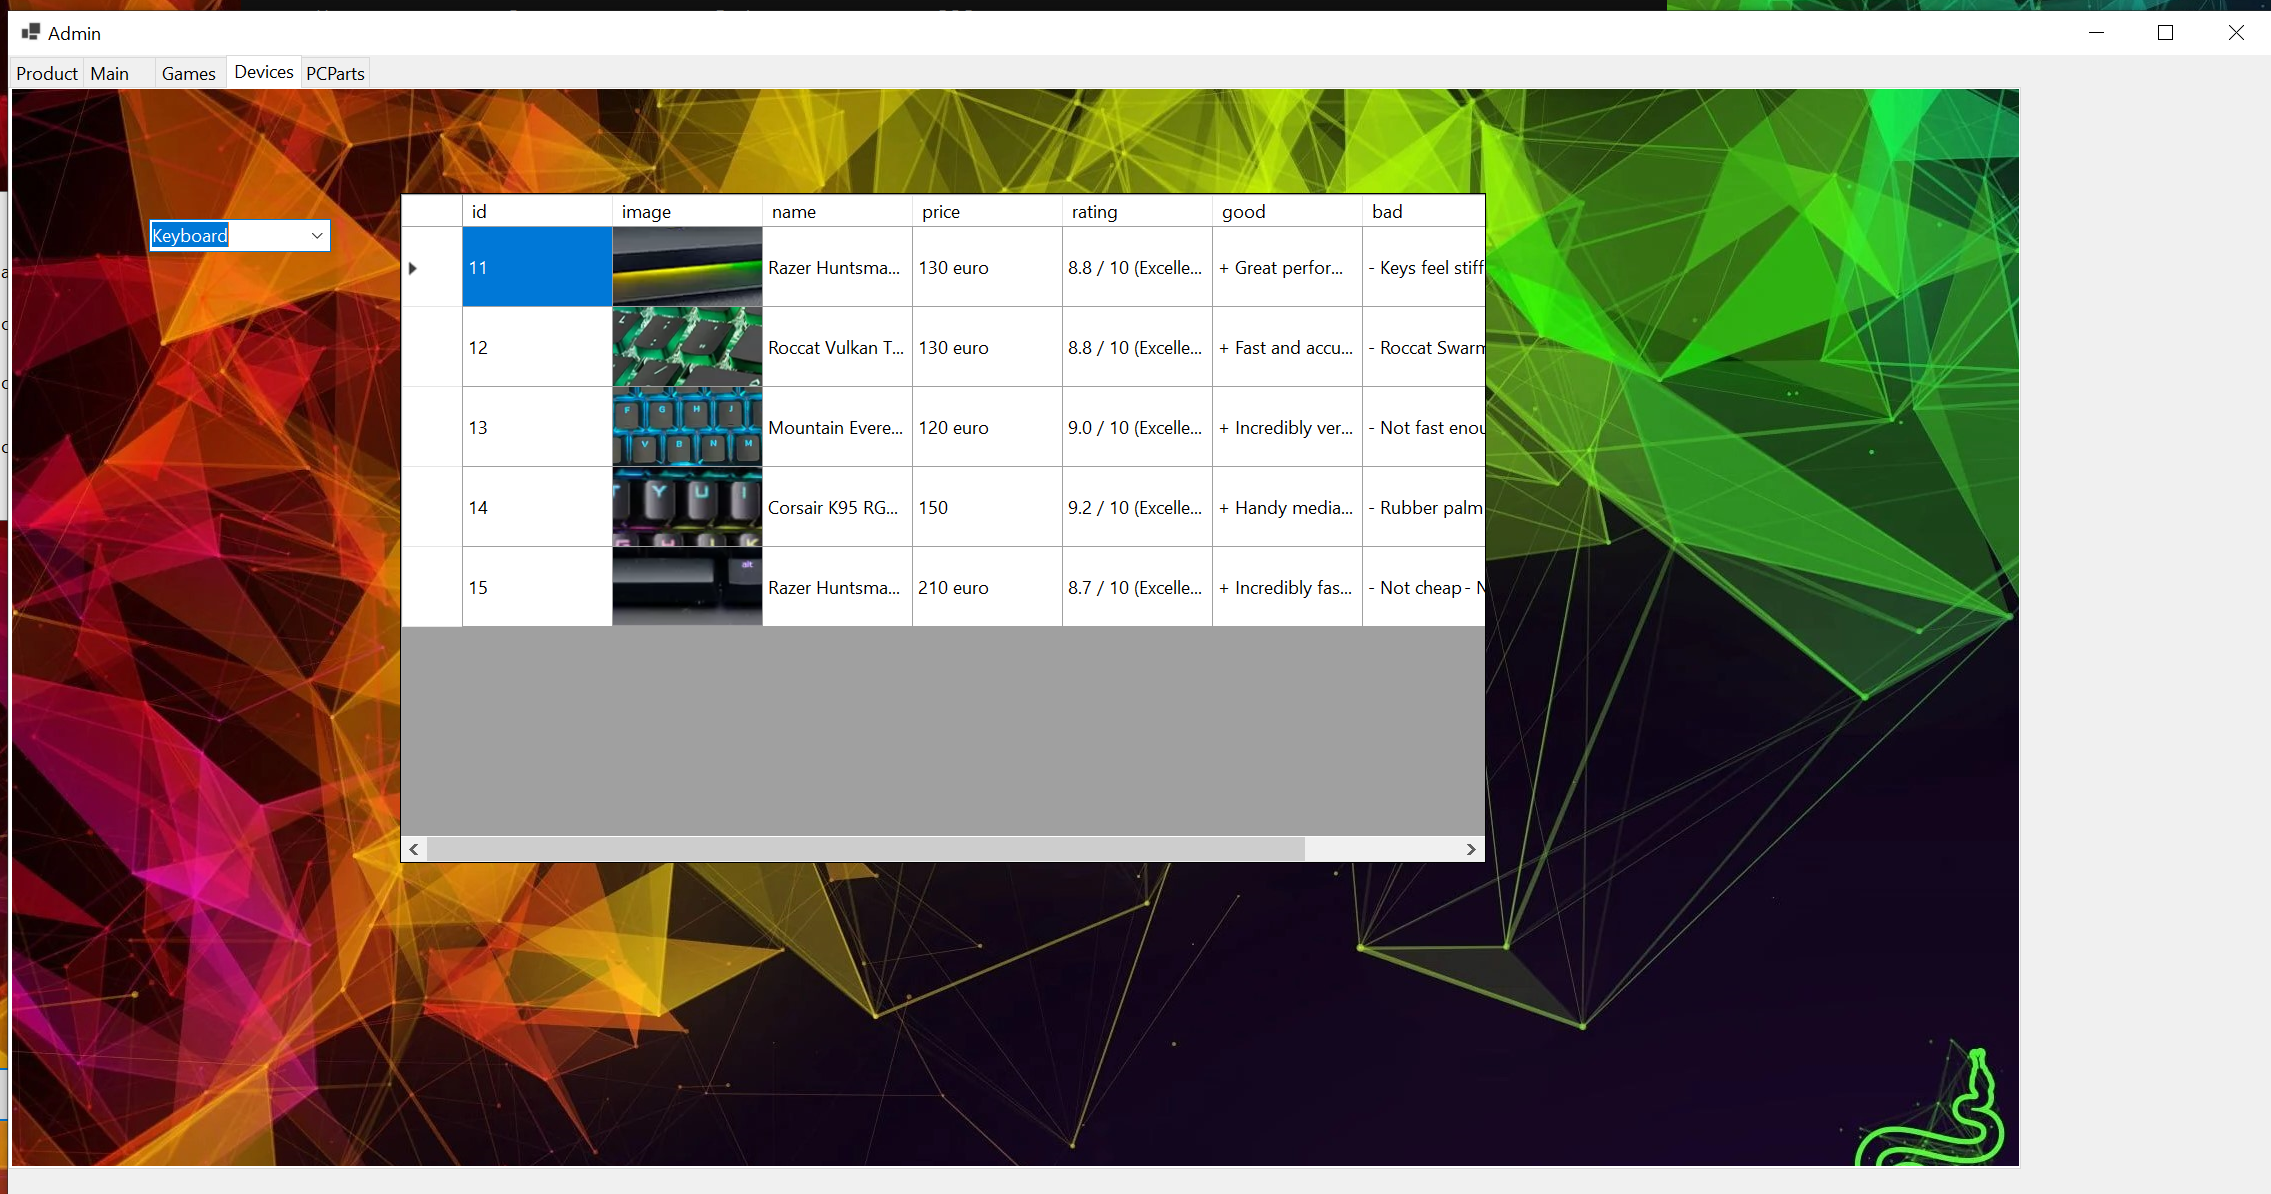 Admin
Product Main Games Devices PCParts
Keyboard
id image name price rating good bad
11 Razer Huntsma... 130 euro 8.8 / 10 (Excelle... + Great perfor... - Keys feel stiff
12 Roccat Vulkan T... 130 euro 8.8 / 10 (Excelle... + Fast and accu... - Roccat Swarm
13 Mountain Evere... 120 euro 9.0 / 10 (Excelle... + Incredibly ver... - Not fast enou
14 Corsair K95 RG... 150 9.2 / 10 (Excelle... + Handy media... - Rubber palm
15 Razer Huntsma... 210 euro 8.7 / 10 (Excelle... + Incredibly fas... - Not cheap - N
F G H J
V B N M
T Y U I
G H J K
alt